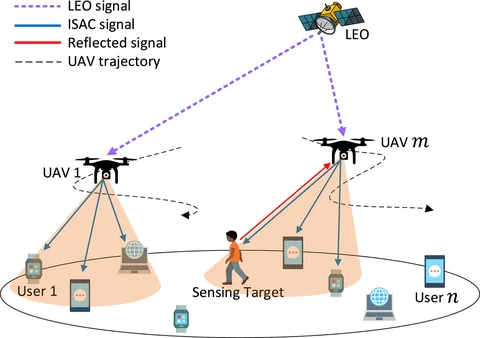 LEO signal
ISAC signal
Reflected signal
UAV trajectory
LEO
UAV m
UAV 1
User 1
Sensing Target
User n